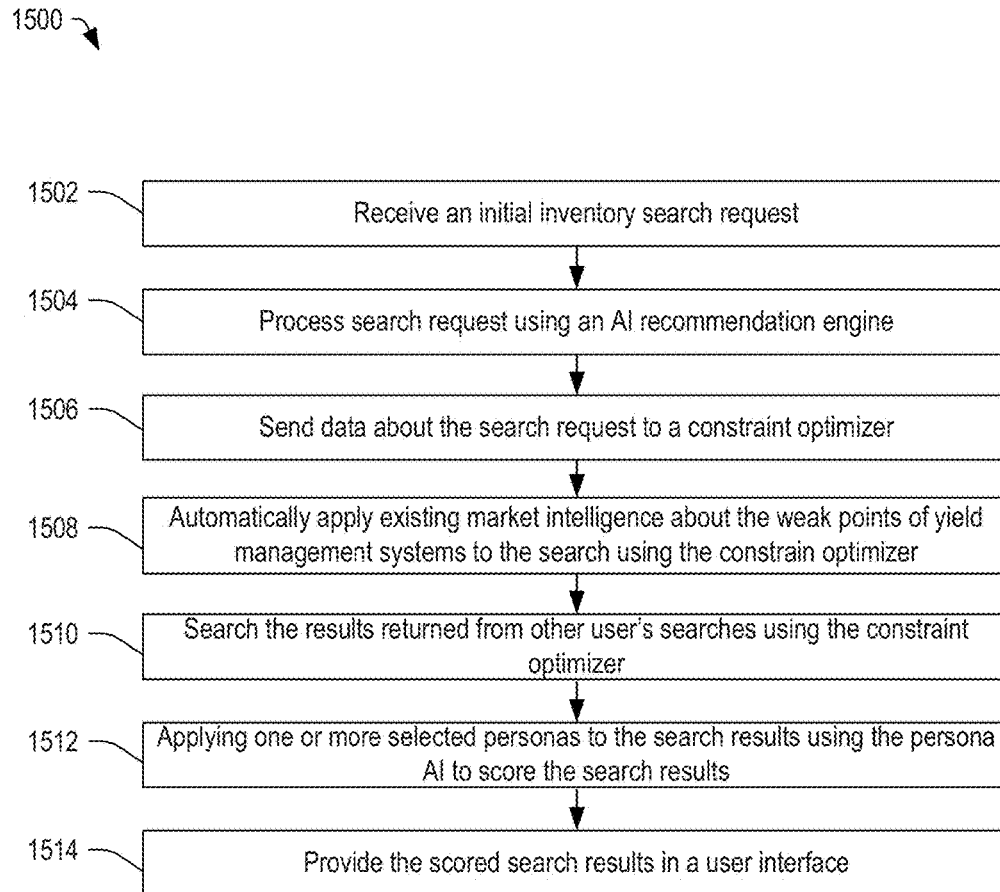 1500
1502
Receive an initial inventory search request
1504
Process search request using an AI recommendation engine
1506
Send data about the search request to a constraint optimizer
1508
Automatically apply existing market intelligence about the weak points of yield
management systems to the search using the constrain optimizer
1510
Search the results returned from other user's searches using the constraint
optimizer
1512
Applying one or more selected personas to the search results using the persona
AI to score the search results
1514
Provide the scored search results in a user interface